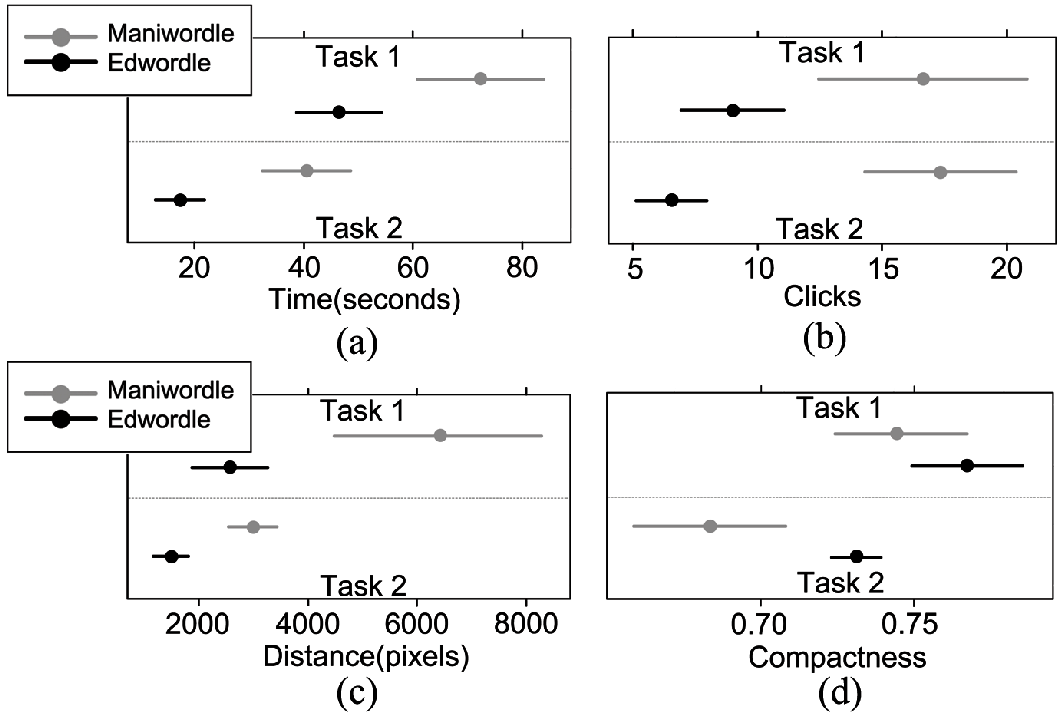 Maniwordle
Edwordle
Task 1
Task 2
20 40 60 80
Time(seconds)
(a)
Task 1
Task 2
5 10 15 20
Clicks
(b)
Maniwordle
Edwordle
Task 1
Task 2
2000 4000 6000 8000
Distance(pixels)
(c)
Task 1
Task 2
0.70 0.75
Compactness
(d)